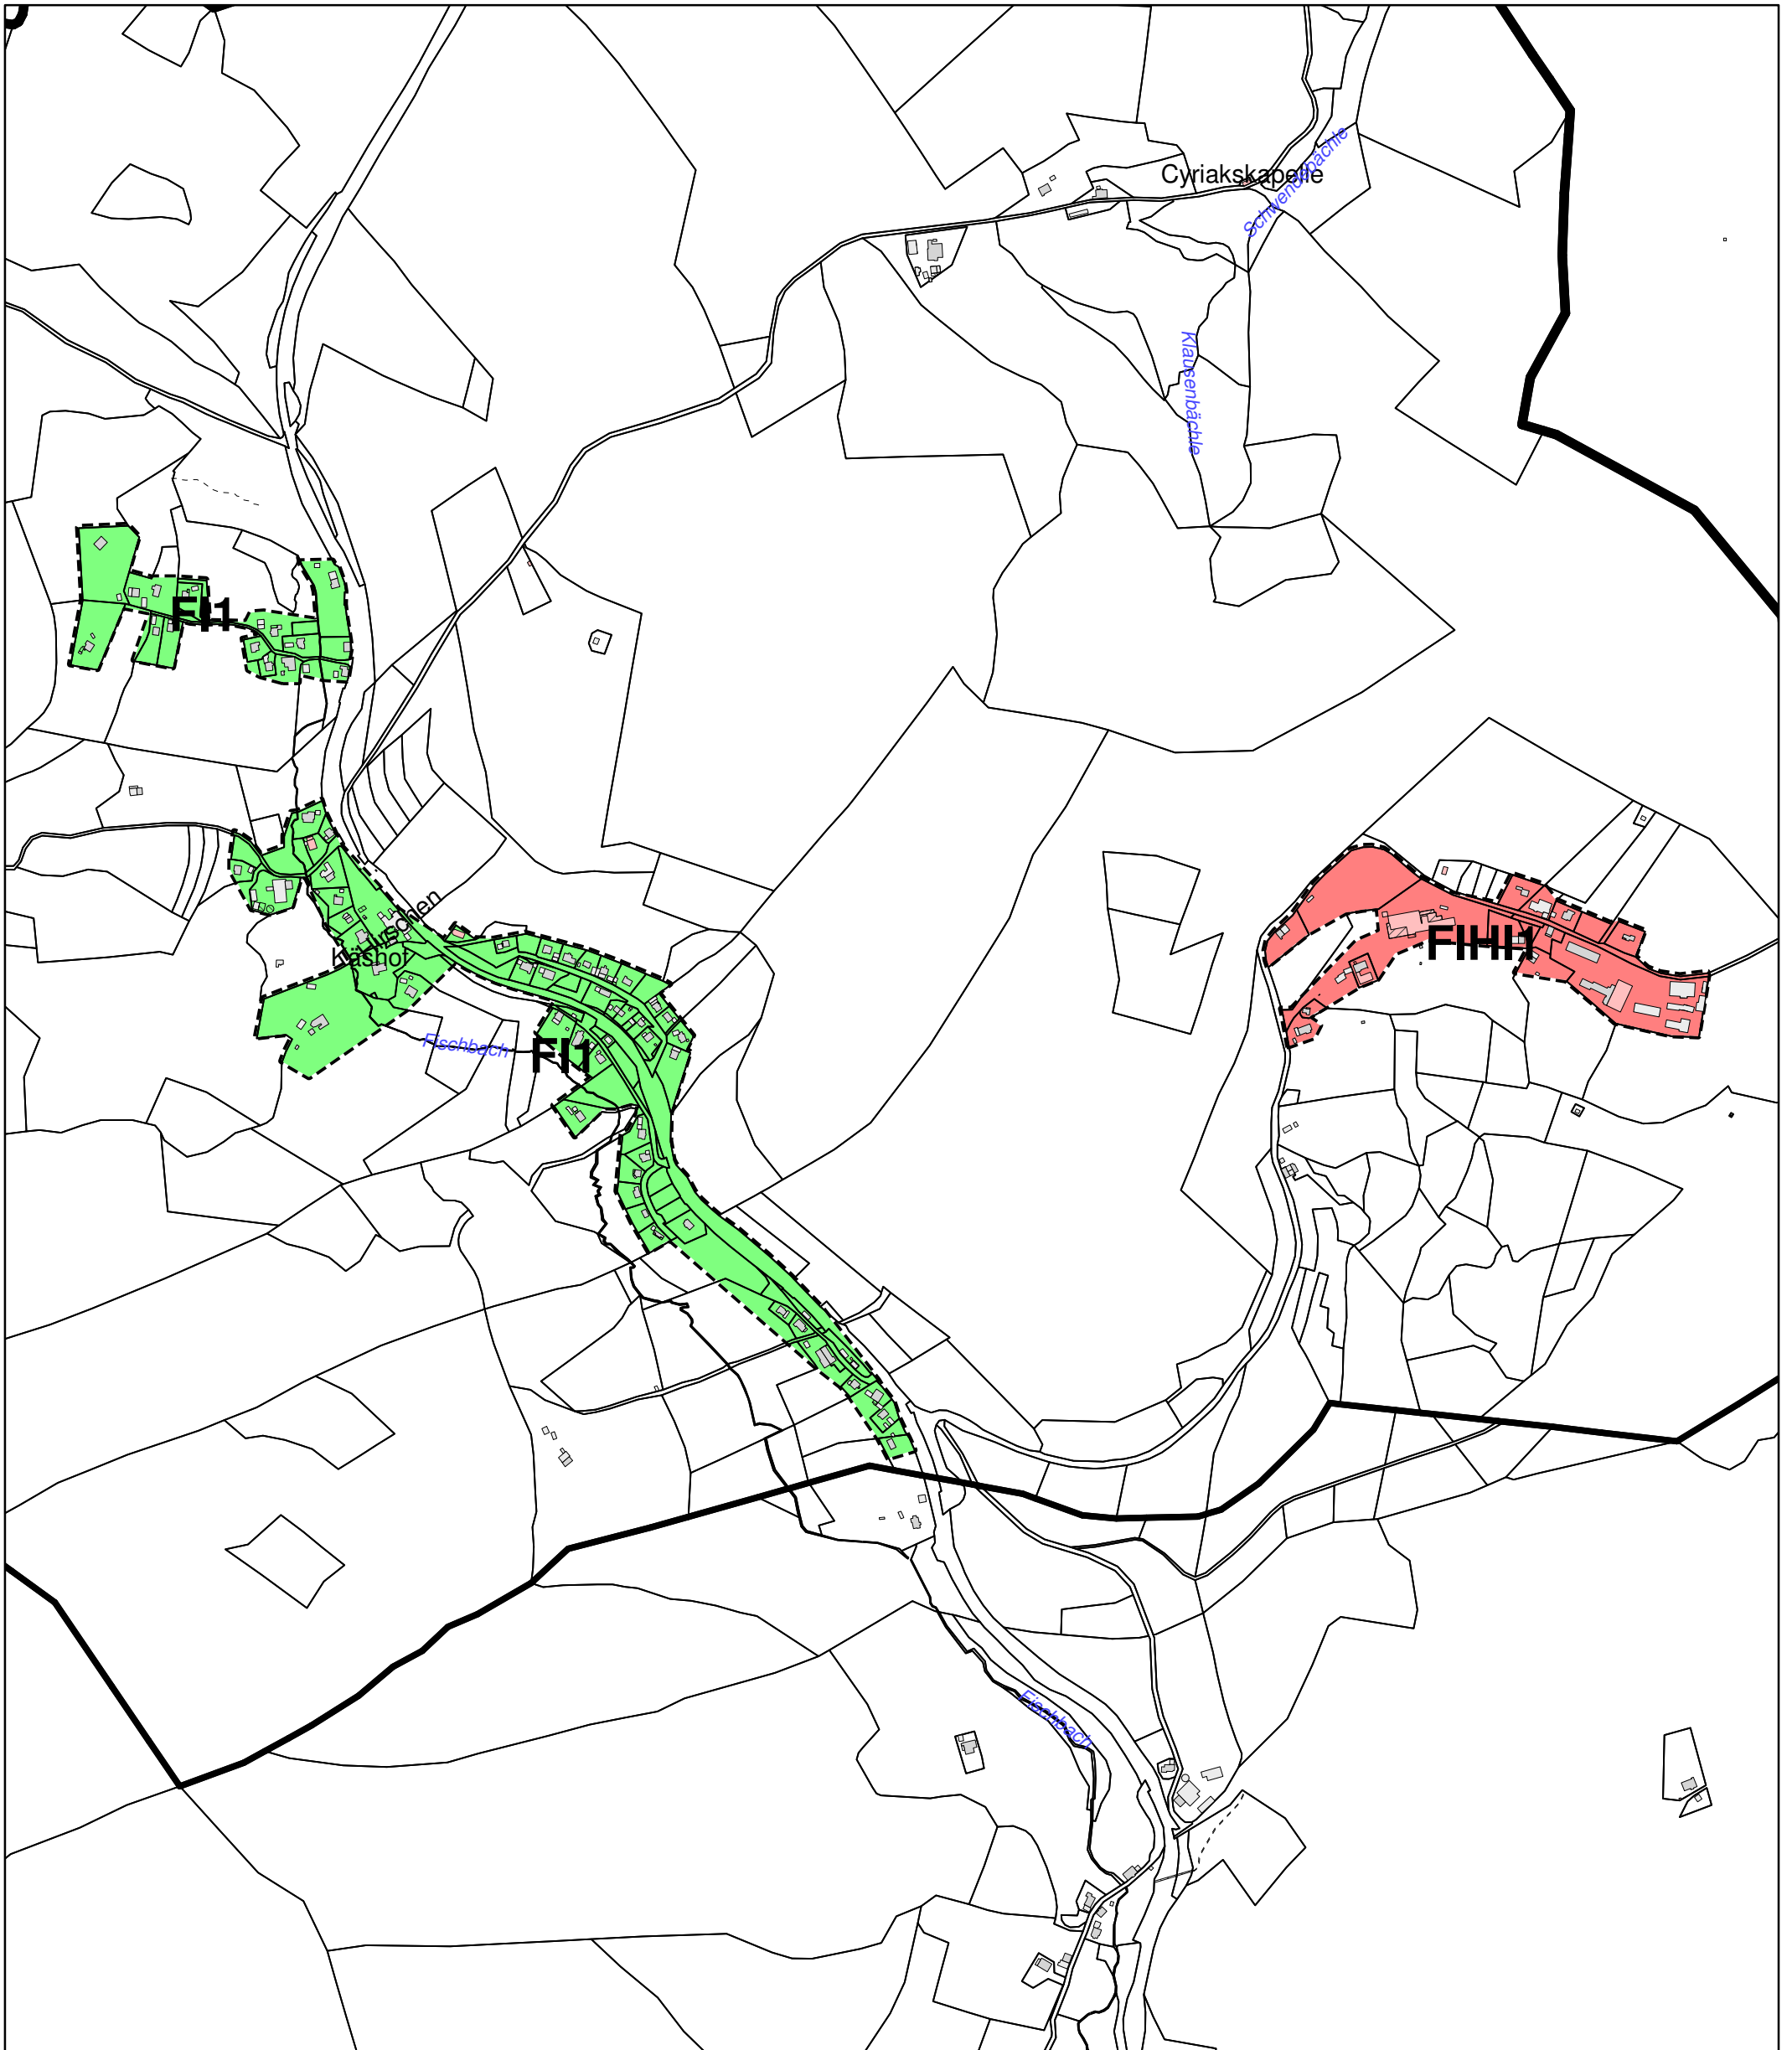 Cyriakskapelle
Schwendebächle
Klausenbächle
FI1
FIHI1
Käshof
Fischbach
FI1
Fischbach